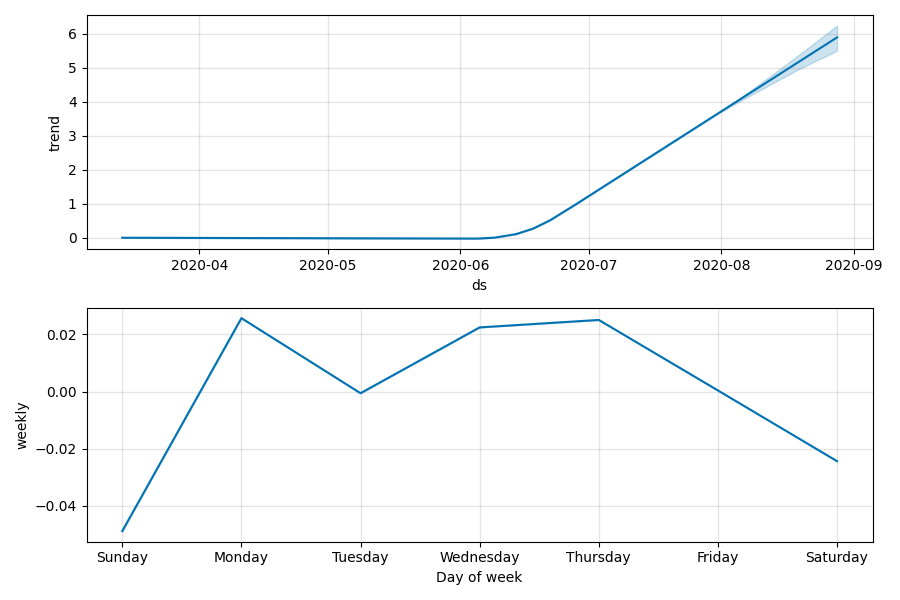 6
5
4
3
2
1
0
trend
2020-04 2020-05 2020-06 2020-07 2020-08 2020-09
ds
0.02
0.00
−0.02
−0.04
weekly
Sunday Monday Tuesday Wednesday Thursday Friday Saturday
Day of week